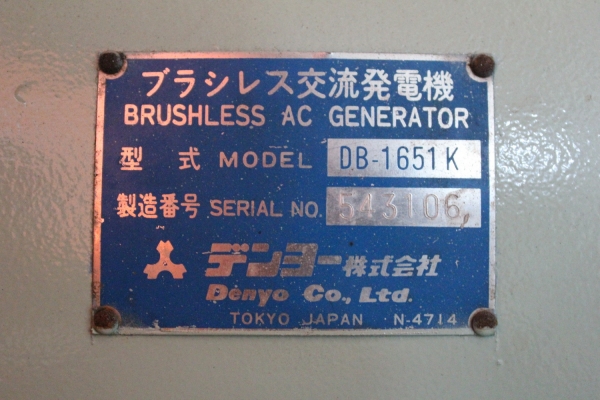 ブラシレス交流発電機
BRUSHLESS AC GENERATOR
型式 MODEL DB-1651K
製造番号 SERIAL NO. 543106
デンヨー株式会社
Denyo Co., Ltd.
TOKYO JAPAN N-4714